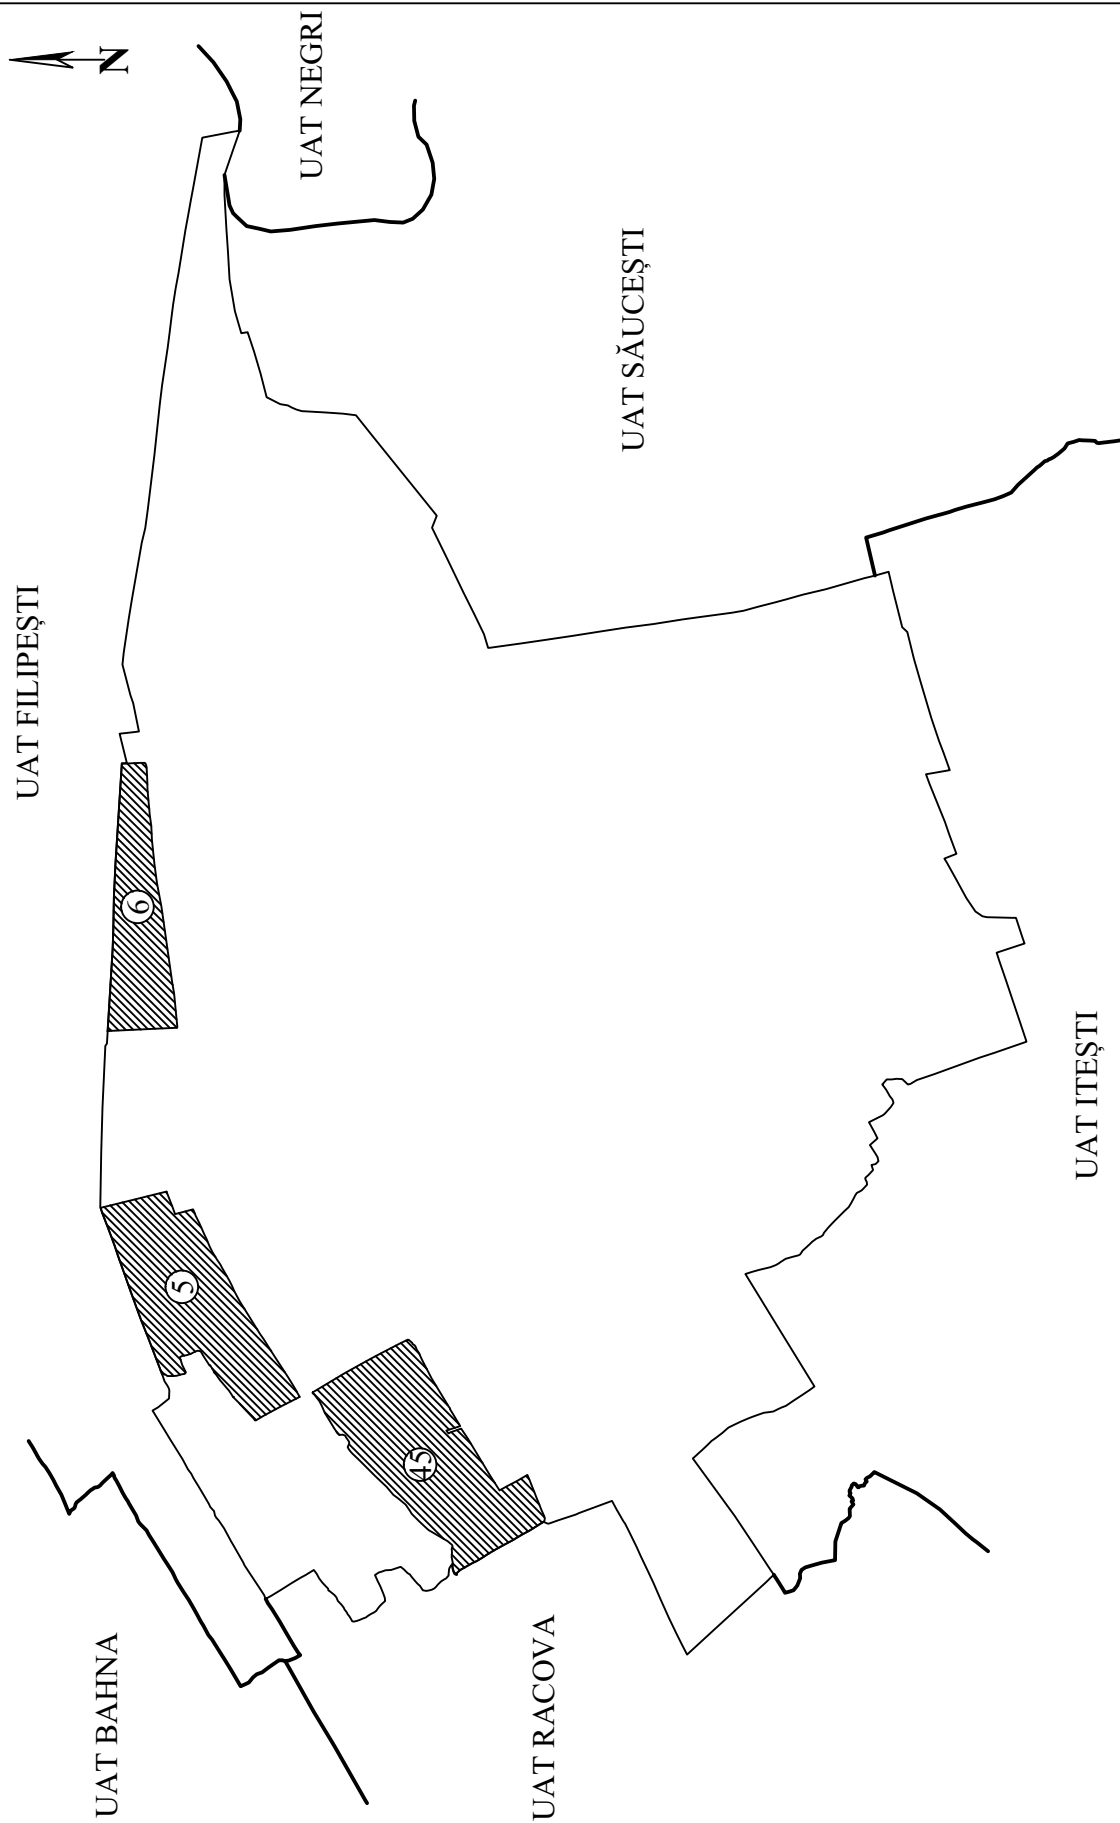 N
UAT NEGRI
UAT FILIPEȘTI
UAT SĂUCEȘTI
6
5
45
UAT BAHNA
UAT RACOVA
UAT ITEȘTI